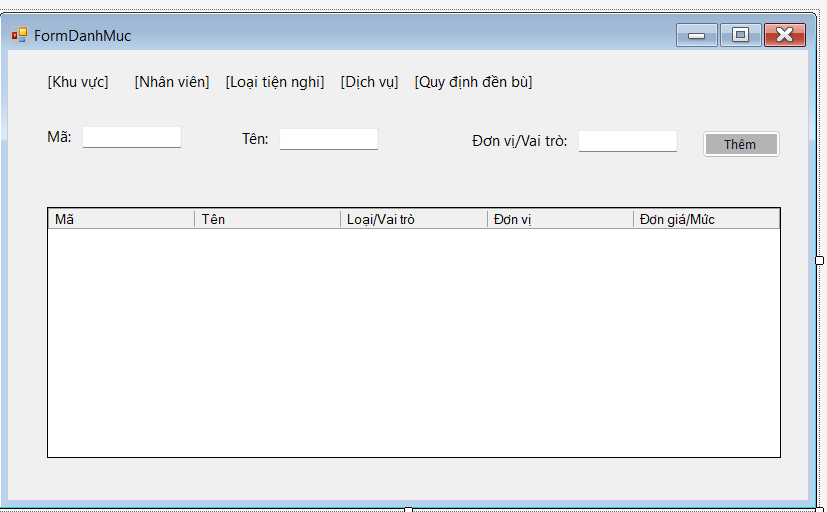 FormDanhMuc
[Khu vực] [Nhân viên] [Loại tiện nghi] [Dịch vụ] [Quy định đền bù]
Mã: Tên: Đơn vị/Vai trò: Thêm
Mã Tên Loại/Vai trò Đợn vị Đơn giá/Mức